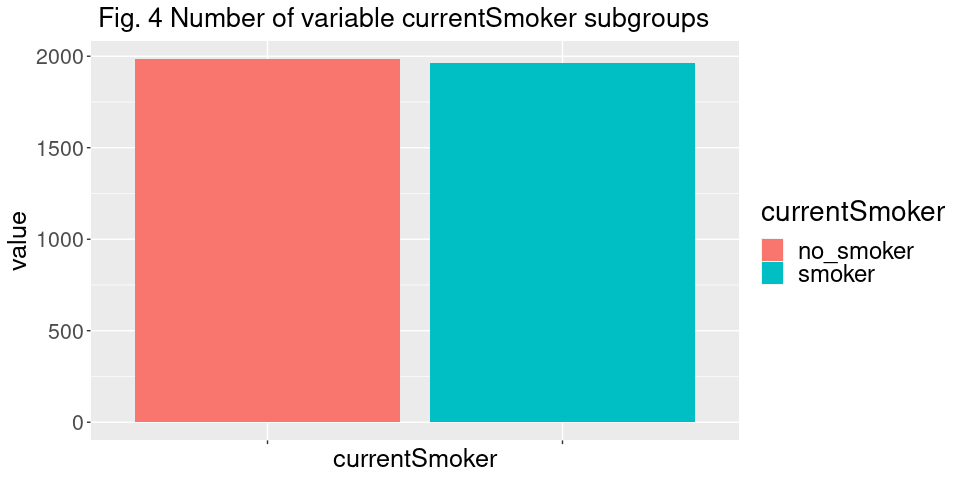 Fig. 4 Number of variable currentSmoker subgroups
value
2000
1500
1000
500
0
currentSmoker
currentSmoker
no_smoker
smoker